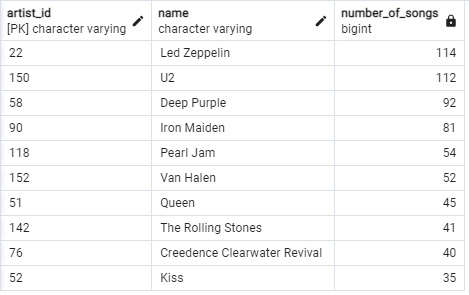 artist_id name number_of_songs
[PK] character varying character varying bigint
22 Led Zeppelin 114
150 U2 112
58 Deep Purple 92
90 Iron Maiden 81
118 Pearl Jam 54
152 Van Halen 52
51 Queen 45
142 The Rolling Stones 41
76 Creedence Clearwater Revival 40
52 Kiss 35